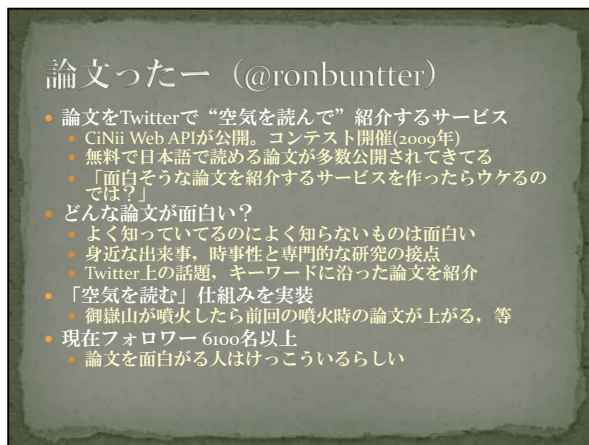 論文ったー（@ronbuntter）
• 論文をTwitterで“空気を読んで”紹介するサービス
• CiNii Web APIが公開。コンテスト開催(2009年)
• 無料で日本語で読める論文が多数公開されてきてる
• 「面白そうな論文を紹介するサービスを作ったらウケるの
では？」
• どんな論文が面白い？
• よく知っていてるのによく知らないものは面白い
• 身近な出来事，時事性と専門的な研究の接点
• Twitter上の話題，キーワードに沿った論文を紹介
• 「空気を読む」仕組みを実装
• 御嶽山が噴火したら前回の噴火時の論文が上がる，等
• 現在フォロワー 6100名以上
• 論文を面白がる人はけっこういるらしい